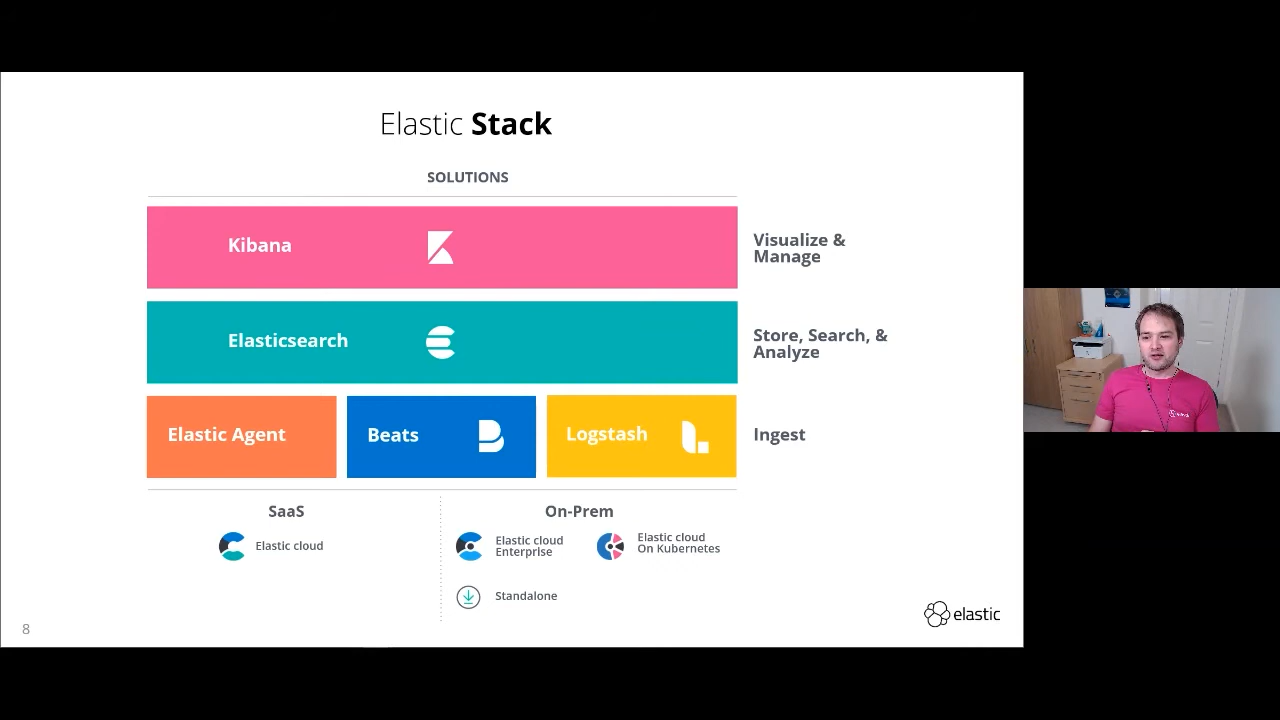 Elastic Stack
SOLUTIONS
Kibana
Visualize &
Manage
Elasticsearch
Store, Search, &
Analyze
Elastic Agent
Beats
Logstash
Ingest
SaaS
On-Prem
Elastic cloud
Elastic cloud
Enterprise
Elastic cloud
On Kubernetes
Standalone
8
elastic